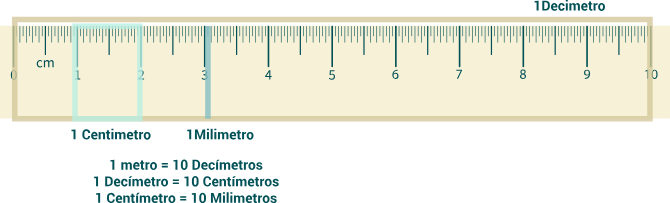 1Decimetro
cm
0 1 2 3 4 5 6 7 8 9 10
1 Centimetro 1Milimetro
1 metro = 10 Decímetros
1 Decímetro = 10 Centímetros
1 Centímetro = 10 Milimetros